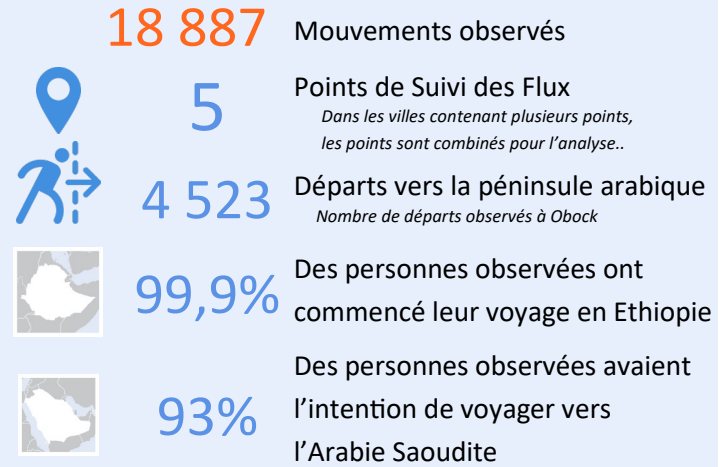 18 887 Mouvements observés
5 Points de Suivi des Flux
Dans les villes contenant plusieurs points,
les points sont combinés pour l'analyse..
4 523 Départs vers la péninsule arabique
Nombre de départs observés à Obock
99,9% Des personnes observées ont
commencé leur voyage en Ethiopie
93% Des personnes observées avaient
l'intention de voyager vers
l'Arabie Saoudite